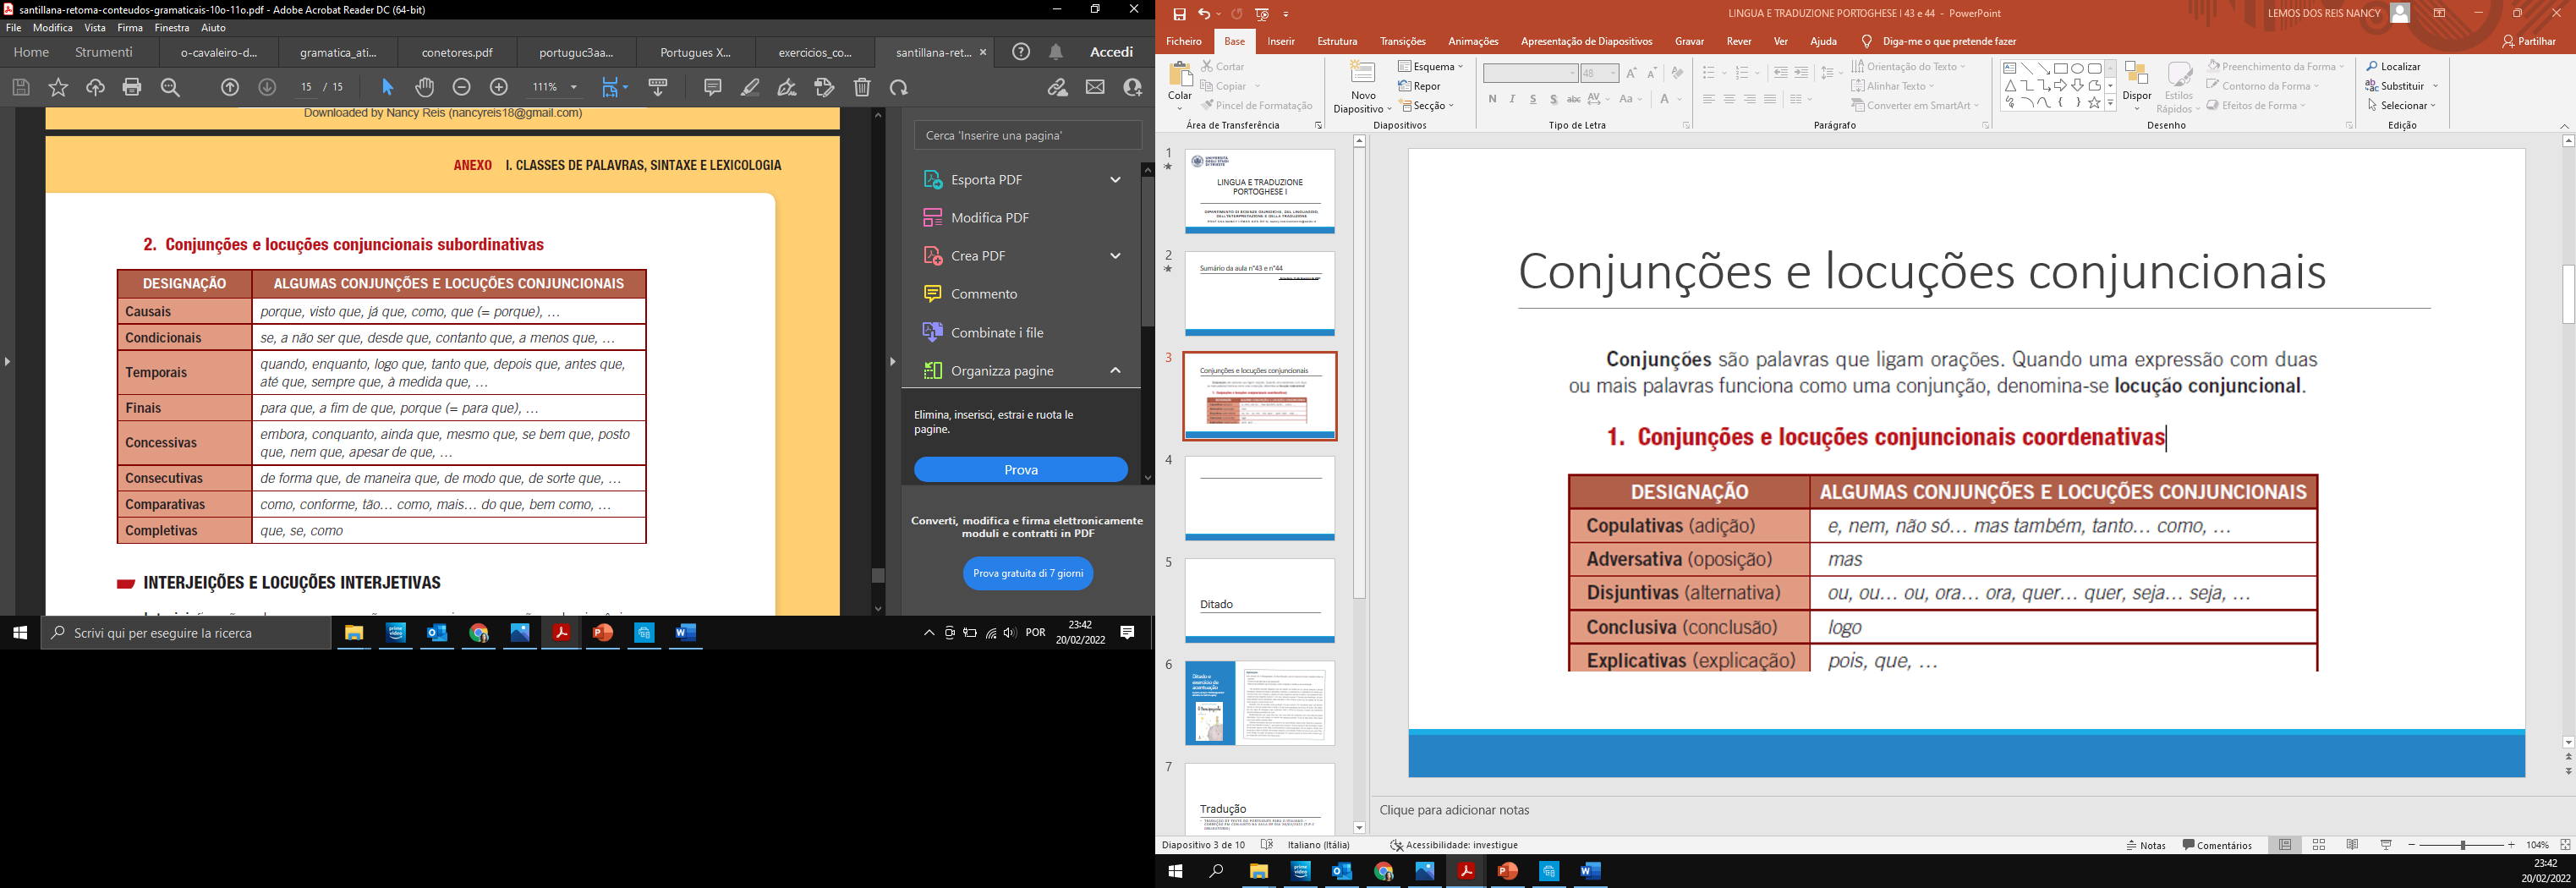 santillana-retoma-conteudos-gramaticais-10o-11o.pdf - Adobe Acrobat Reader DC (64-bit)
File Modifica Vista Firma Finestra Aiuto
Home Strumenti o-cavaleiro-d... gramatica_ati... conetores.pdf portuguc3aa... Portugues X... exercicios_co... santillana-ret... × Accedi
15 / 15 111%
Downloaded by Nancy Reis (nancyreis18@gmail.com)
ANEXO I. CLASSES DE PALAVRAS, SINTAXE E LEXICOLOGIA
2. Conjunções e locuções conjuncionais subordinativas
DESIGNAÇÃO ALGUMAS CONJUNÇÕES E LOCUÇÕES CONJUNCIONAIS
Causais porque, visto que, já que, como, que (= porque), …
Condicionais se, a não ser que, desde que, contanto que, a menos que, …
Temporais quando, enquanto, logo que, tanto que, depois que, antes que,
até que, sempre que, à medida que, …
Finais para que, a fim de que, porque (= para que), …
Concessivas embora, conquanto, ainda que, mesmo que, se bem que, posto
que, nem que, apesar de que, …
Consecutivas de forma que, de maneira que, de modo que, de sorte que, …
Comparativas como, conforme, tão… como, mais… do que, bem como, …
Completivas que, se, como
INTERJEIÇÕES E LOCUÇÕES INTERJETIVAS
Cerca 'Inserire una pagina'
Esporta PDF
Modifica PDF
Crea PDF
Commento
Combinate i file
Organizza pagine
Elimina, inserisci, estrai e ruota le
pagine.
Prova
Converti, modifica e firma elettronicamente
moduli e contratti in PDF
Prova gratuita di 7 giorni
Scrivi qui per eseguire la ricerca
POR
23:42
20/02/2022
LINGUA E TRADUZIONE PORTOGHESE I 43 e 44 - PowerPoint
LEMOS DOS REIS NANCY
Ficheiro Base Inserir Estrutura Transições Animações Apresentação de Diapositivos Gravar Rever Ver Ajuda Diga-me o que pretende fazer Partilhar
Colar
Cortar
Copiar
Pincel de Formatação
Área de Transferência
Novo
Diapositivo
Esquema
Repor
Secção
Diapositivos
48
N I S S abc AV Aa A
Tipo de Letra
Orientação do Texto
Alinhar Texto
Converter em SmartArt
Parágrafo
Dispor
Estilos
Rápidos
Preenchimento da Forma
Contorno da Forma
Efeitos de Forma
Desenho
Localizar
Substituir
Selecionar
Edição
1
LINGUA E TRADUZIONE
PORTOGHESE I
2
Sumário da aula nº43 e nº44
3
Conjunções e locuções conjuncionais
4
5
Ditado
6
Ditado e
exercício de
acentuação
7
Tradução
Conjunções e locuções conjuncionais
Conjunções são palavras que ligam orações. Quando uma expressão com duas
ou mais palavras funciona como uma conjunção, denomina-se locução conjuncional.
1. Conjunções e locuções conjuncionais coordenativas
DESIGNAÇÃO ALGUMAS CONJUNÇÕES E LOCUÇÕES CONJUNCIONAIS
Copulativas (adição) e, nem, não só… mas também, tanto… como, …
Adversativa (oposição) mas
Disjuntivas (alternativa) ou, ou… ou, ora… ora, quer… quer, seja… seja, …
Conclusiva (conclusão) logo
Explicativas (explicação) pois, que, …
Clique para adicionar notas
Diapositivo 3 de 10 Italiano (Itália) Acessibilidade: investigue Notas Comentários 104%
23:42
20/02/2022